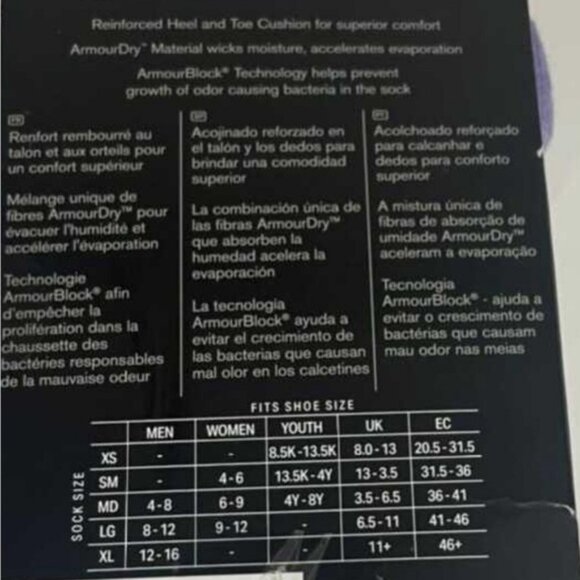 Reinforced Heel and Toe Cushion for superior comfort
ArmourDry™ Material wicks moisture, accelerates evaporation
ArmourBlock® Technology helps prevent
growth of odor causing bacteria in the sock
FR
Renfort rembourré au
talon et aux orteils pour
un confort supérieur
Mélange unique de
fibres ArmourDry™ pour
évacuer l'humidité et
accélérer l'évaporation
Technologie
ArmourBlock® afin
d'empêcher la
prolifération dans la
chaussette des
bactéries responsables
de la mauvaise odeur
SP
Acojinado reforzado en
el talón y los dedos para
brindar una comodidad
superior
La combinación única de
las fibras ArmourDry™
que absorben la
humedad acelera la
evaporación
La tecnología
ArmourBlock® ayuda a
evitar el crecimiento de
las bacterias que causan
mal olor en los calcetines
PT
Acolchoado reforçado
para calcanhar e
dedos para conforto
superior
A mistura única de
fibras de absorção de
umidade ArmourDry™
aceleram a evaporação
Tecnologia
ArmourBlock® - ajuda a
evitar o crescimento de
bactérias que causam
mau odor nas meias
FITS SHOE SIZE
MEN WOMEN YOUTH UK EC
SOCK SIZE
XS - - 8.5K-13.5K 8.0-13 20.5-31.5
SM - 4-6 13.5K-4Y 13-3.5 31.5-36
MD 4-8 6-9 4Y-8Y 3.5-6.5 36-41
LG 8-12 9-12 - 6.5-11 41-46
XL 12-16 - - 11+ 46+